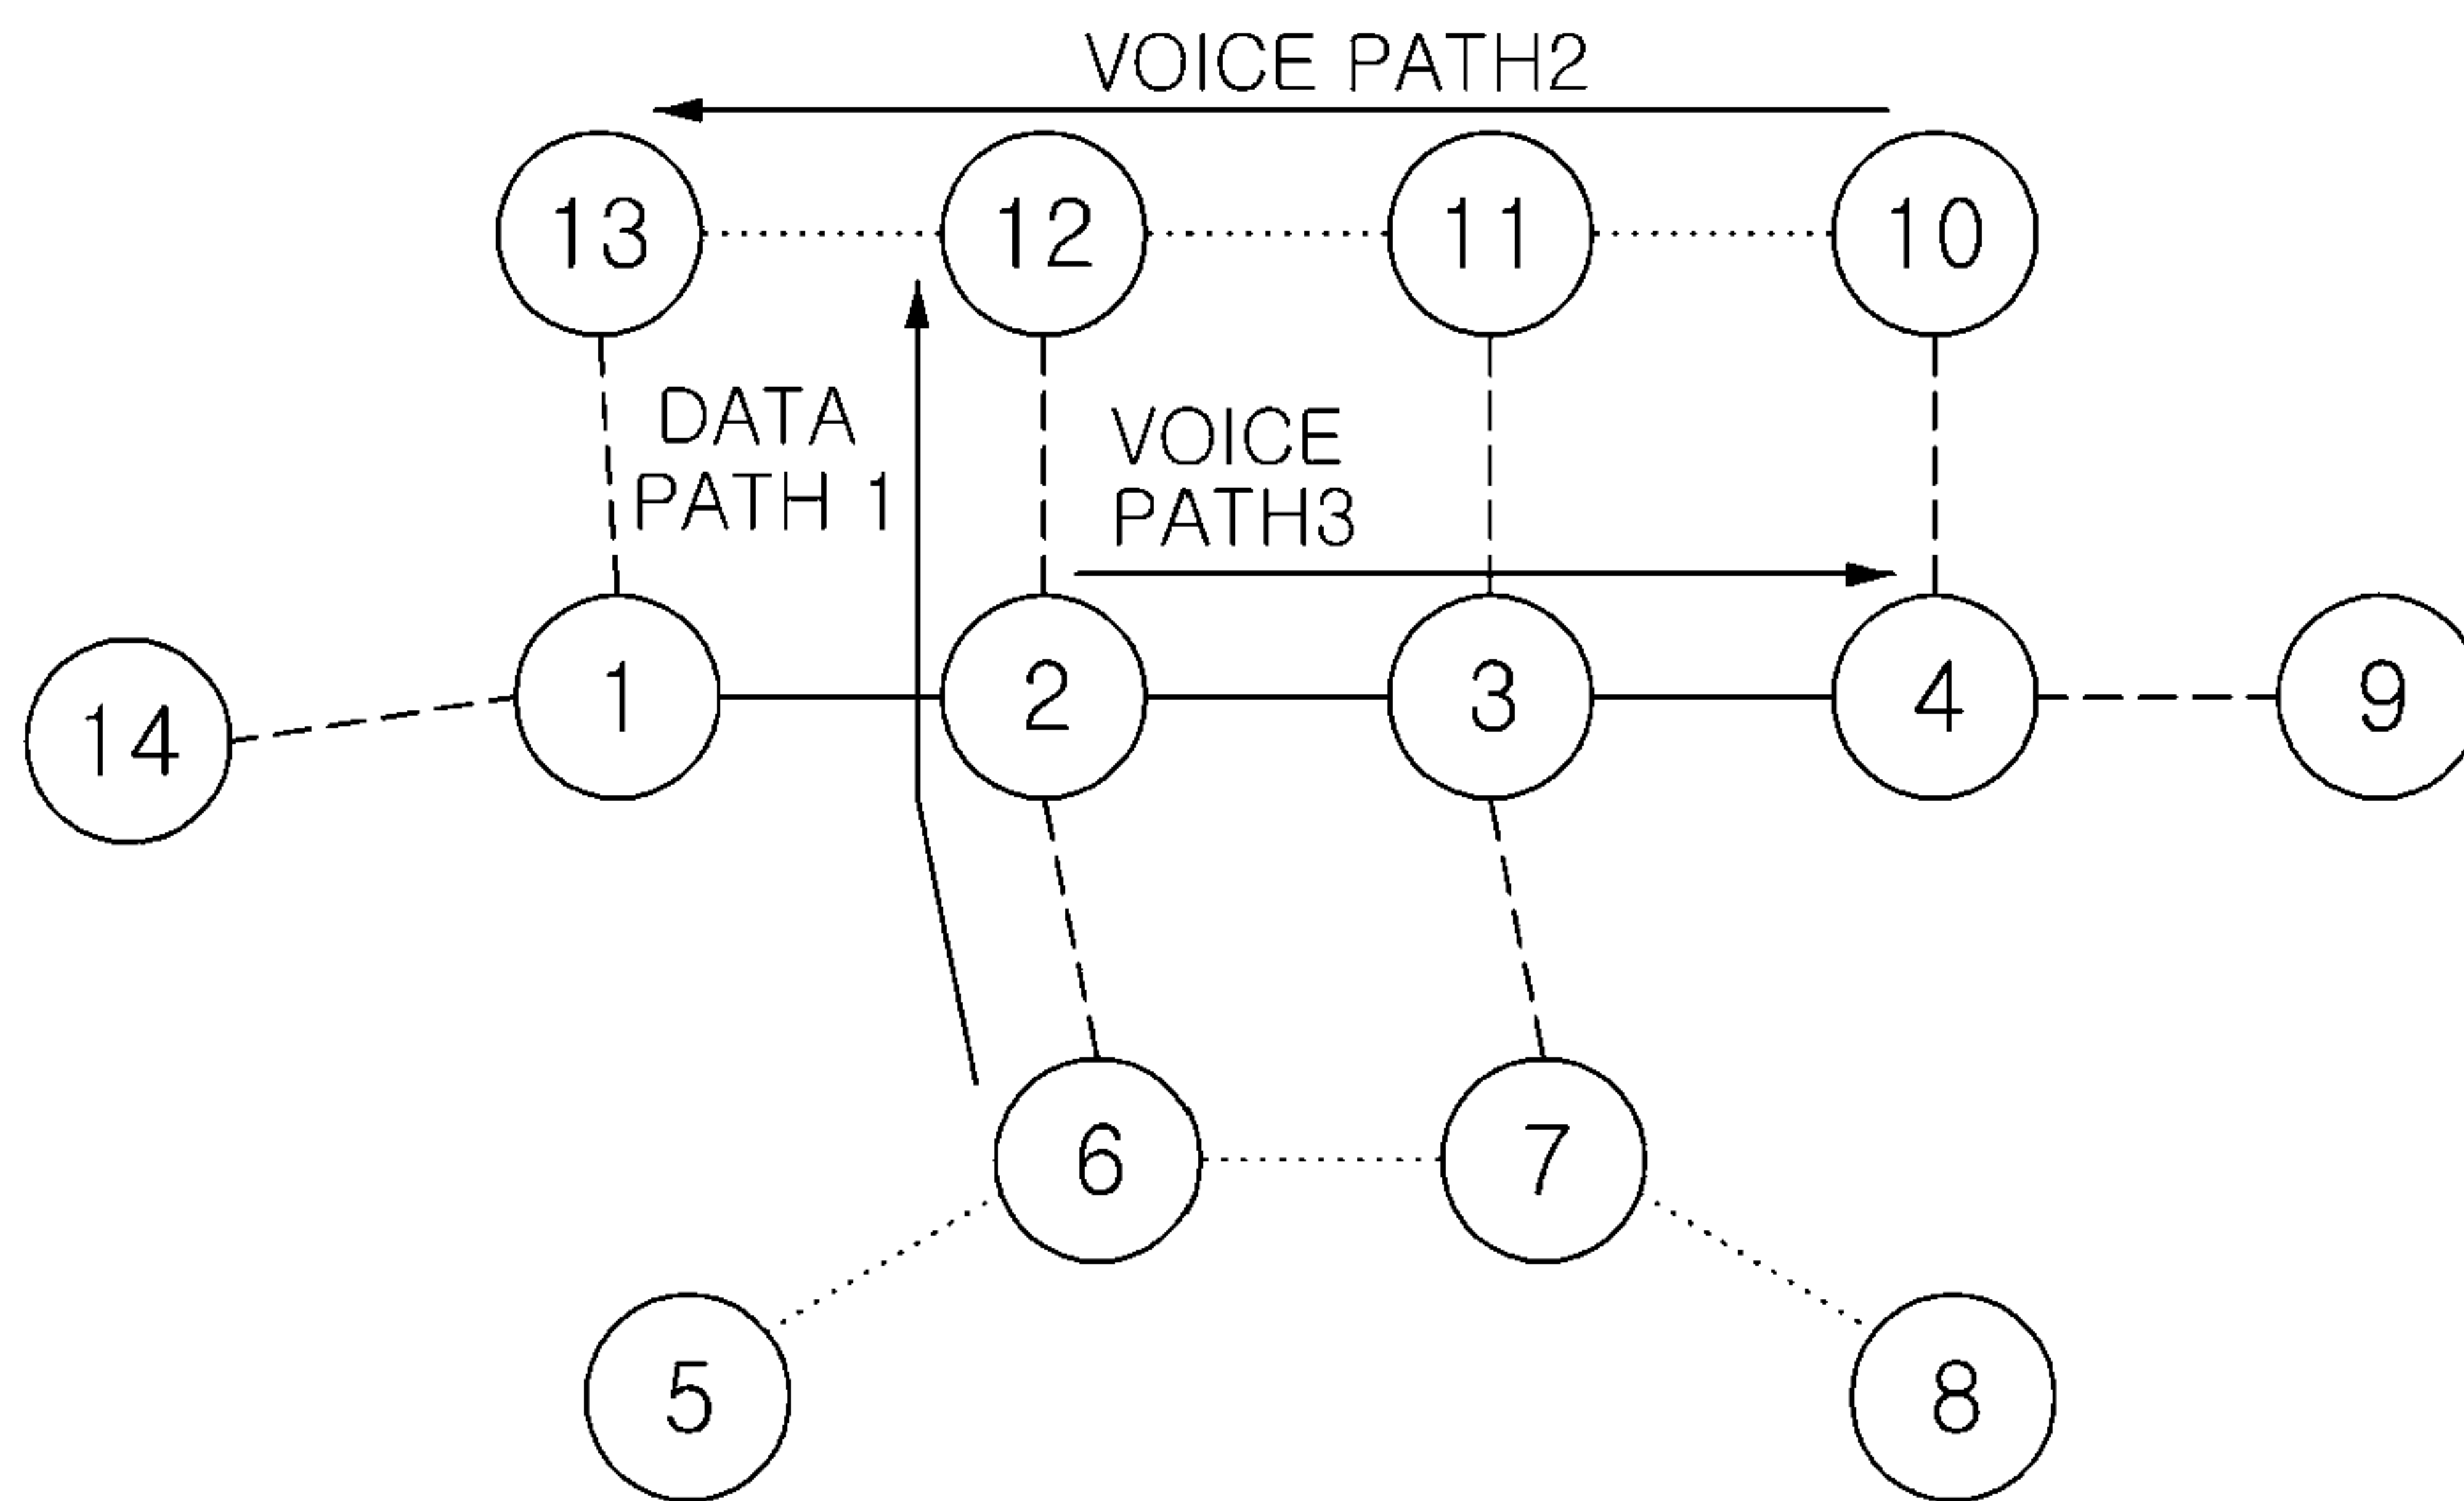 VOICE PATH2
13 12 11 10
DATA
PATH 1
VOICE
PATH3
14 1 2 3 4 9
6 7
5 8